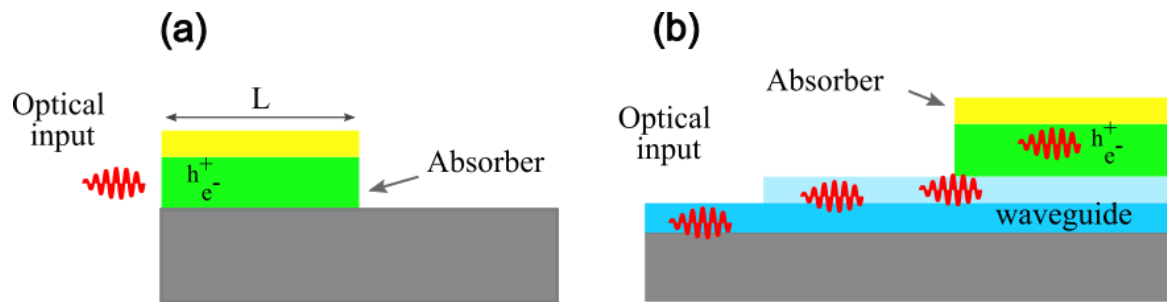 (a)
L
Optical
input
Absorber
h+
e-
(b)
Absorber
Optical
input
h+
e-
waveguide